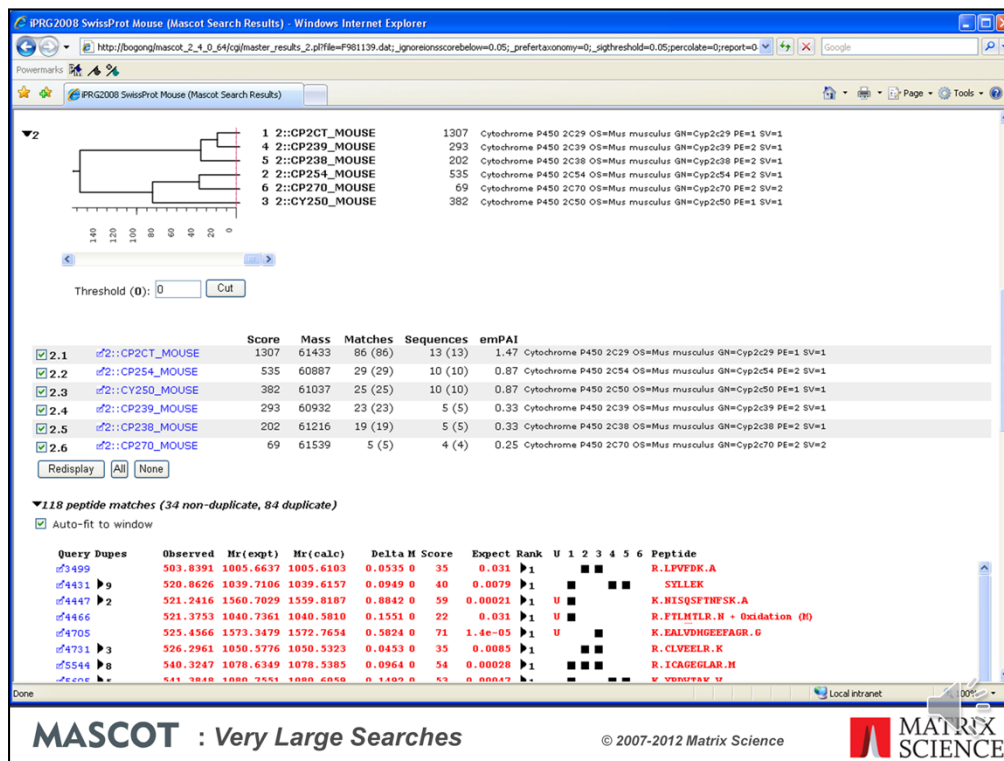 iPRG2008 SwissProt Mouse (Mascot Search Results) - Windows Internet Explorer
http://bogong/mascot_2_4_0_64/cgi/master_results_2.pl?file=F981139.dat;_ignoreionsscorebelow=0.05;_prefertaxonomy=0;_sigthreshold=0.05;percolate=0;report=0- Google
Powermarks
iPRG2008 SwissProt Mouse (Mascot Search Results) Page Tools
2
1 2::CP2CT_MOUSE 1307 Cytochrome P450 2C29 OS=Mus musculus GN=Cyp2c29 PE=1 SV=1
4 2::CP239_MOUSE 293 Cytochrome P450 2C39 OS=Mus musculus GN=Cyp2c39 PE=2 SV=1
5 2::CP238_MOUSE 202 Cytochrome P450 2C38 OS=Mus musculus GN=Cyp2c38 PE=2 SV=1
2 2::CP254_MOUSE 535 Cytochrome P450 2C54 OS=Mus musculus GN=Cyp2c54 PE=2 SV=1
6 2::CP270_MOUSE 69 Cytochrome P450 2C70 OS=Mus musculus GN=Cyp2c70 PE=2 SV=2
3 2::CY250_MOUSE 382 Cytochrome P450 2C50 OS=Mus musculus GN=Cyp2c50 PE=1 SV=1
140 120 100 80 60 40 20 0
Threshold (0): 0 Cut
Score Mass Matches Sequences emPAI
2.1 2::CP2CT_MOUSE 1307 61433 86 (86) 13 (13) 1.47 Cytochrome P450 2C29 OS=Mus musculus GN=Cyp2c29 PE=1 SV=1
2.2 2::CP254_MOUSE 535 60887 29 (29) 10 (10) 0.87 Cytochrome P450 2C54 OS=Mus musculus GN=Cyp2c54 PE=2 SV=1
2.3 2::CY250_MOUSE 382 61037 25 (25) 10 (10) 0.87 Cytochrome P450 2C50 OS=Mus musculus GN=Cyp2c50 PE=1 SV=2
2.4 2::CP239_MOUSE 293 60932 23 (23) 5 (5) 0.33 Cytochrome P450 2C39 OS=Mus musculus GN=Cyp2c39 PE=2 SV=1
2.5 2::CP238_MOUSE 202 61216 19 (19) 5 (5) 0.33 Cytochrome P450 2C38 OS=Mus musculus GN=Cyp2c38 PE=2 SV=1
2.6 2::CP270_MOUSE 69 61539 5 (5) 4 (4) 0.25 Cytochrome P450 2C70 OS=Mus musculus GN=Cyp2c70 PE=2 SV=2
Redisplay All None
118 peptide matches (34 non-duplicate, 84 duplicate)
Auto-fit to window
Query Dupes Observed Mr(expt) Mr(calc) Delta M Score Expect Rank U 1 2 3 4 5 6 Peptide
3499 503.8391 1005.6637 1005.6103 0.0535 0 35 0.031 1 R.LPVFDK.A
4431 9 520.8626 1039.7106 1039.6157 0.0949 0 40 0.0079 1 SYLLEK
4447 2 521.2416 1560.7029 1559.8187 0.8842 0 59 0.00021 1 U K.NISQSFTNFSK.A
4466 521.3753 1040.7361 1040.5810 0.1551 0 22 0.031 1 U R.FTLMTLR.N + Oxidation (M)
4705 525.4566 1573.3479 1572.7654 0.5824 0 71 1.4e-05 1 U K.EALVDHGEEFAGR.G
4731 3 526.2961 1050.5776 1050.5323 0.0453 0 35 0.0085 1 R.CLVEELR.K
5544 8 540.3247 1078.6349 1078.5385 0.0964 0 54 0.00028 1 R.ICAGEGLAR.M
Done Local intranet 100%
MASCOT : Very Large Searches © 2007-2012 Matrix Science MATRIX
SCIENCE